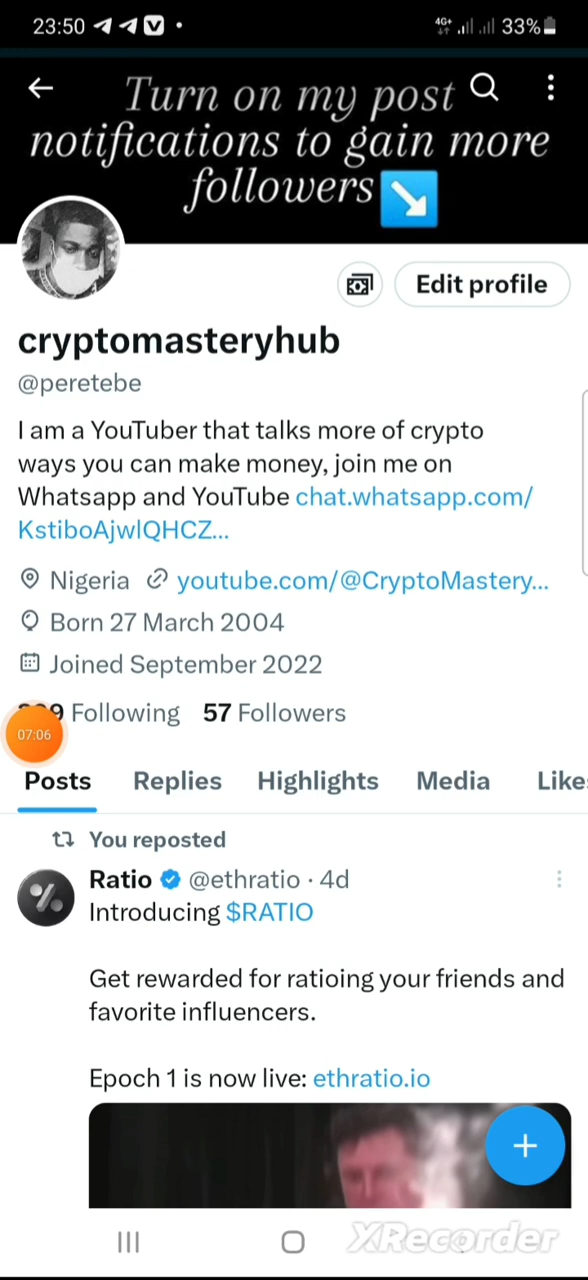 23:50
4G+ 33%
Turn on my post
notifications to gain more
followers
Edit profile
cryptomasteryhub
@peretebe
I am a YouTuber that talks more of crypto
ways you can make money, join me on
Whatsapp and YouTube chat.whatsapp.com/
KstiboAjwlQHCZ...
Nigeria youtube.com/@CryptoMastery...
Born 27 March 2004
Joined September 2022
Following 57 Followers
07:06
Posts Replies Highlights Media Like
You reposted
Ratio @ethratio · 4d
Introducing $RATIO
Get rewarded for ratioing your friends and
favorite influencers.
Epoch 1 is now live: ethratio.io
XRecorder